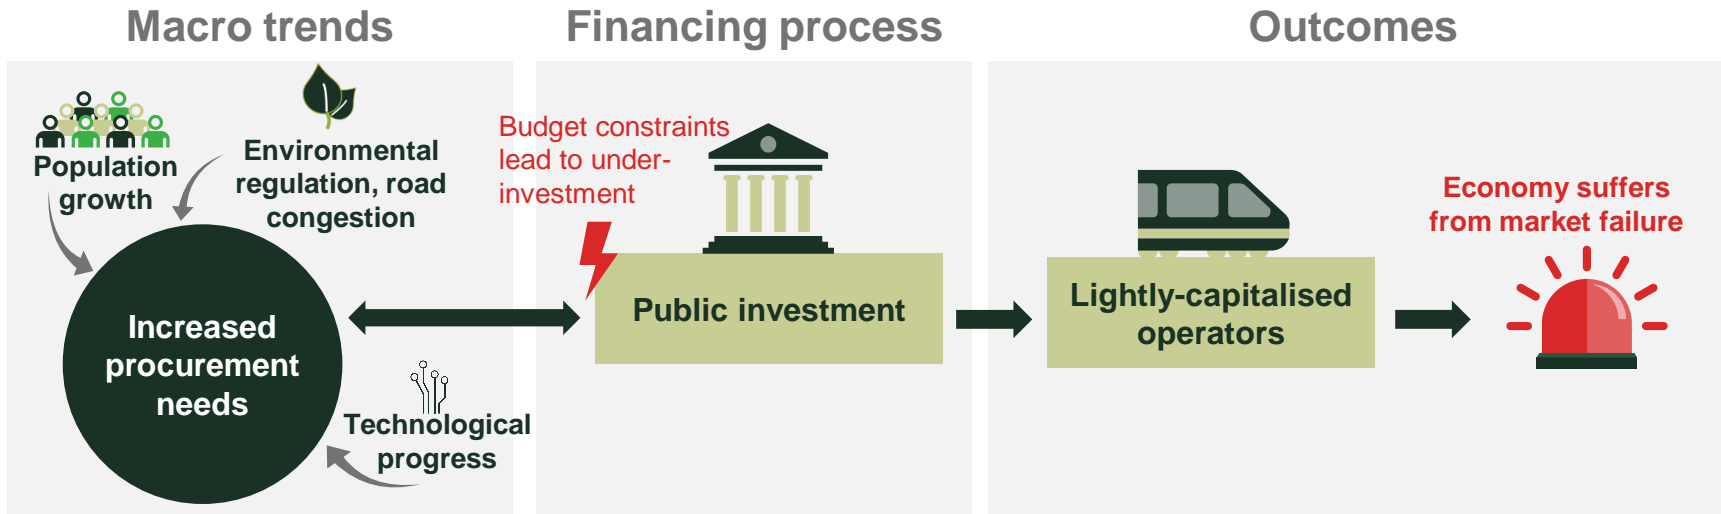 Macro trends
Population
growth
Environmental
regulation, road
congestion
Increased
procurement
needs
Technological
progress
Financing process
Budget constraints
lead to under-
investment
Public investment
Outcomes
Lightly-capitalised
operators
Economy suffers
from market failure